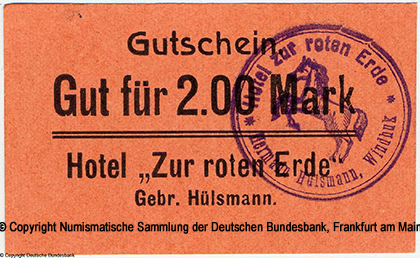 Gutschein.
Gut für 2.00 Mark
Hotel „Zur roten Erde“
Gebr. Hülsmann.
* Hotel zur roten Erde *
Hermann Hülsmann, Windhuk
© Copyright Numismatische Sammlung der Deutschen Bundesbank, Frankfurt am Main
© Copyright Deutsche Bundesbank